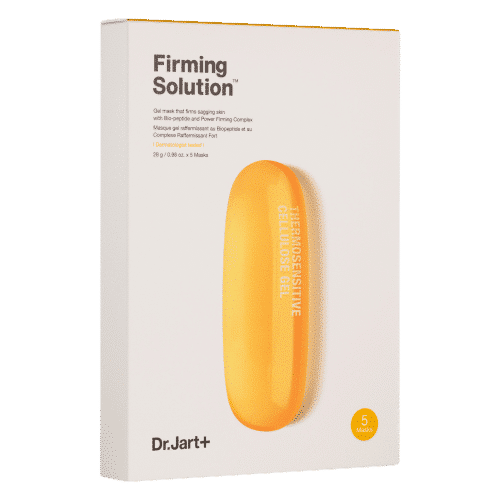 Firming
Solution™
Gel mask that firms sagging skin
with Bio-peptide and Power Firming Complex
Masque gel raffermissant au Biopeptide et au
Complexe Raffermissant Fort
28 g / 0.98 oz. x 5 Masks
THERMOSENSITIVE
CELLULOSE GEL
5
Masks
Dr.Jart+